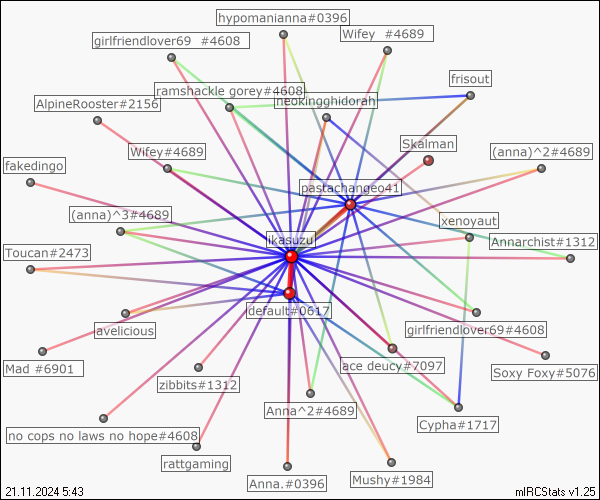 hypomanianna#0396
Wifey  #4689
girlfriendlover69  #4608
frisout
ramshackle gorey#4608
neokingghidorah
AlpineRooster#2156
Skalman
Wifey#4689
(anna)^2#4689
fakedingo
pastachangeo41
(anna)^3#4689
xenoyaut
ikasuzu
Annarchist#1312
Toucan#2473
default#0617
avelicious
girlfriendlover69#4608
Mad #6901
ace deucy#7097
Soxy Foxy#5076
zibbits#1312
Anna^2#4689
Cypha#1717
no cops no laws no hope#4608
rattgaming
Anna.#0396
Mushy#1984
21.11.2024 5:43
mIRCStats v1.25